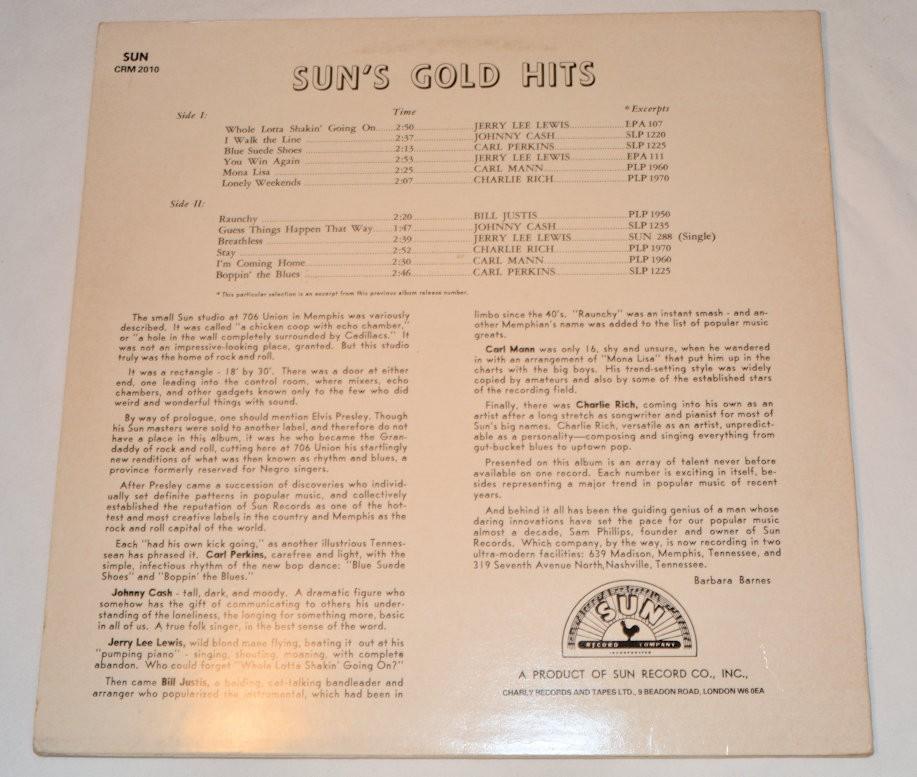 SUN
CRM 2010
SUN'S GOLD HITS
Side I: Time *Excerpts
Whole Lotta Shakin' Going On 2:50 JERRY LEE LEWIS EPA 107
I Walk the Line 2:37 JOHNNY CASH SLP 1220
Blue Suede Shoes 2:13 CARL PERKINS SLP 1225
You Win Again 2:53 JERRY LEE LEWIS EPA 111
Mona Lisa 2:25 CARL MANN PLP 1960
Lonely Weekends 2:07 CHARLIE RICH PLP 1970
Side II:
Raunchy 2:20 BILL JUSTIS PLP 1950
Guess Things Happen That Way 1:47 JOHNNY CASH SLP 1235
Breathless 2:39 JERRY LEE LEWIS SUN 288 (Single)
Stay 2:52 CHARLIE RICH PLP 1970
I'm Coming Home 2:30 CARL MANN PLP 1960
Boppin' the Blues 2:46 CARL PERKINS SLP 1225
*This particular selection is an excerpt from this previous album release number.
The small Sun studio at 706 Union in Memphis was variously
described. It was called "a chicken coop with echo chamber,"
or "a hole in the wall completely surrounded by Cadillacs." It
was not an impressive-looking place, granted. But this studio
truly was the home of rock and roll.
It was a rectangle - 18' by 30'. There was a door at either
end, one leading into the control room, where mixers, echo
chambers, and other gadgets known only to the few who did
weird and wonderful things with sound.
By way of prologue, one should mention Elvis Presley. Though
his Sun masters were sold to another label, and therefore do not
have a place in this album, it was he who became the Gran-
daddy of rock and roll, cutting here at 706 Union his startlingly
new renditions of what was then known as rhythm and blues, a
province formerly reserved for Negro singers.
After Presley came a succession of discoveries who individ-
ually set definite patterns in popular music, and collectively
established the reputation of Sun Records as one of the hot-
test and most creative labels in the country and Memphis as the
rock and roll capital of the world.
Each "had his own kick going," as another illustrious Tennes-
sean has phrased it. Carl Perkins, carefree and light, with the
simple, infectious rhythm of the new bop dance: "Blue Suede
Shoes" and "Boppin' the Blues."
Johnny Cash - tall, dark, and moody. A dramatic figure who
somehow has the gift of communicating to others his under-
standing of the loneliness, the longing for something more, basic
in all of us. A true folk singer, in the best sense of the word.
Jerry Lee Lewis, wild blond mane flying, beating it out at his
"pumping piano" - singing, shouting, moaning, with complete
abandon. Who could forget "Whole Lotta Shakin' Going On?"
Then came Bill Justis, a balding, cat-talking bandleader and
arranger who popularized the instrumental, which had been in
limbo since the 40's. "Raunchy" was an instant smash - and an-
other Memphian's name was added to the list of popular music
greats.
Carl Mann was only 16, shy and unsure, when he wandered
in with an arrangement of "Mona Lisa" that put him up in the
charts with the big boys. His trend-setting style was widely
copied by amateurs and also by some of the established stars
of the recording field.
Finally, there was Charlie Rich, coming into his own as an
artist after a long stretch as songwriter and pianist for most of
Sun's big names. Charlie Rich, versatile as an artist, unpredict-
able as a personality—composing and singing everything from
gut-bucket blues to uptown pop.
Presented on this album is an array of talent never before
available on one record. Each number is exciting in itself, be-
sides representing a major trend in popular music of recent
years.
And behind it all has been the guiding genius of a man whose
daring innovations have set the pace for our popular music
almost a decade, Sam Phillips, founder and owner of Sun
Records. Which company, by the way, is now recording in two
ultra-modern facilities: 639 Madison, Memphis, Tennessee, and
319 Seventh Avenue North, Nashville, Tennessee.
Barbara Barnes
SUN
RECORD COMPANY
INCORPORATED
A PRODUCT OF SUN RECORD CO., INC.,
CHARLY RECORDS AND TAPES LTD., 9 BEADON ROAD, LONDON W6 0EA